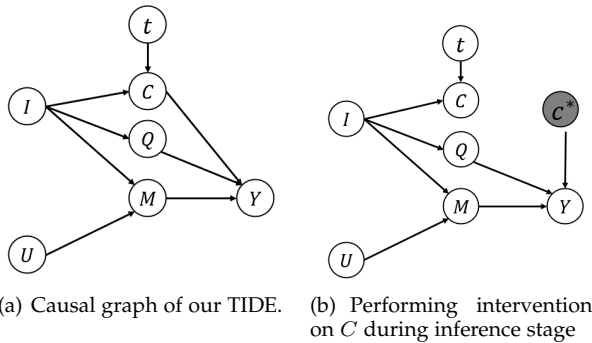 t
t
I
C
Q
M
Y
U
I
C
c*
Q
M
Y
U
(a) Causal graph of our TIDE.
(b) Performing intervention
on C during inference stage